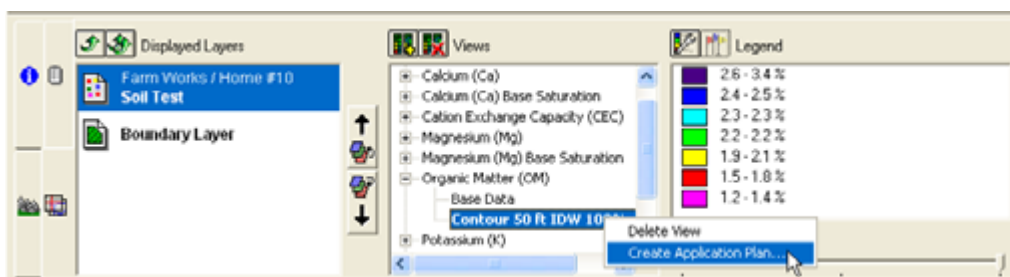 Displayed Layers
Farm Works / Home #10
Soil Test
Boundary Layer
Views
Calcium (Ca)
Calcium (Ca) Base Saturation
Cation Exchange Capacity (CEC)
Magnesium (Mg)
Magnesium (Mg) Base Saturation
Organic Matter (OM)
Base Data
Contour 50 ft IDW
Potassium (K)
Legend
2.6 - 3.4 %
2.4 - 2.5 %
2.3 - 2.3 %
2.2 - 2.2 %
1.9 - 2.1 %
1.5 - 1.8 %
1.2 - 1.4 %
Delete View
Create Application Plan...